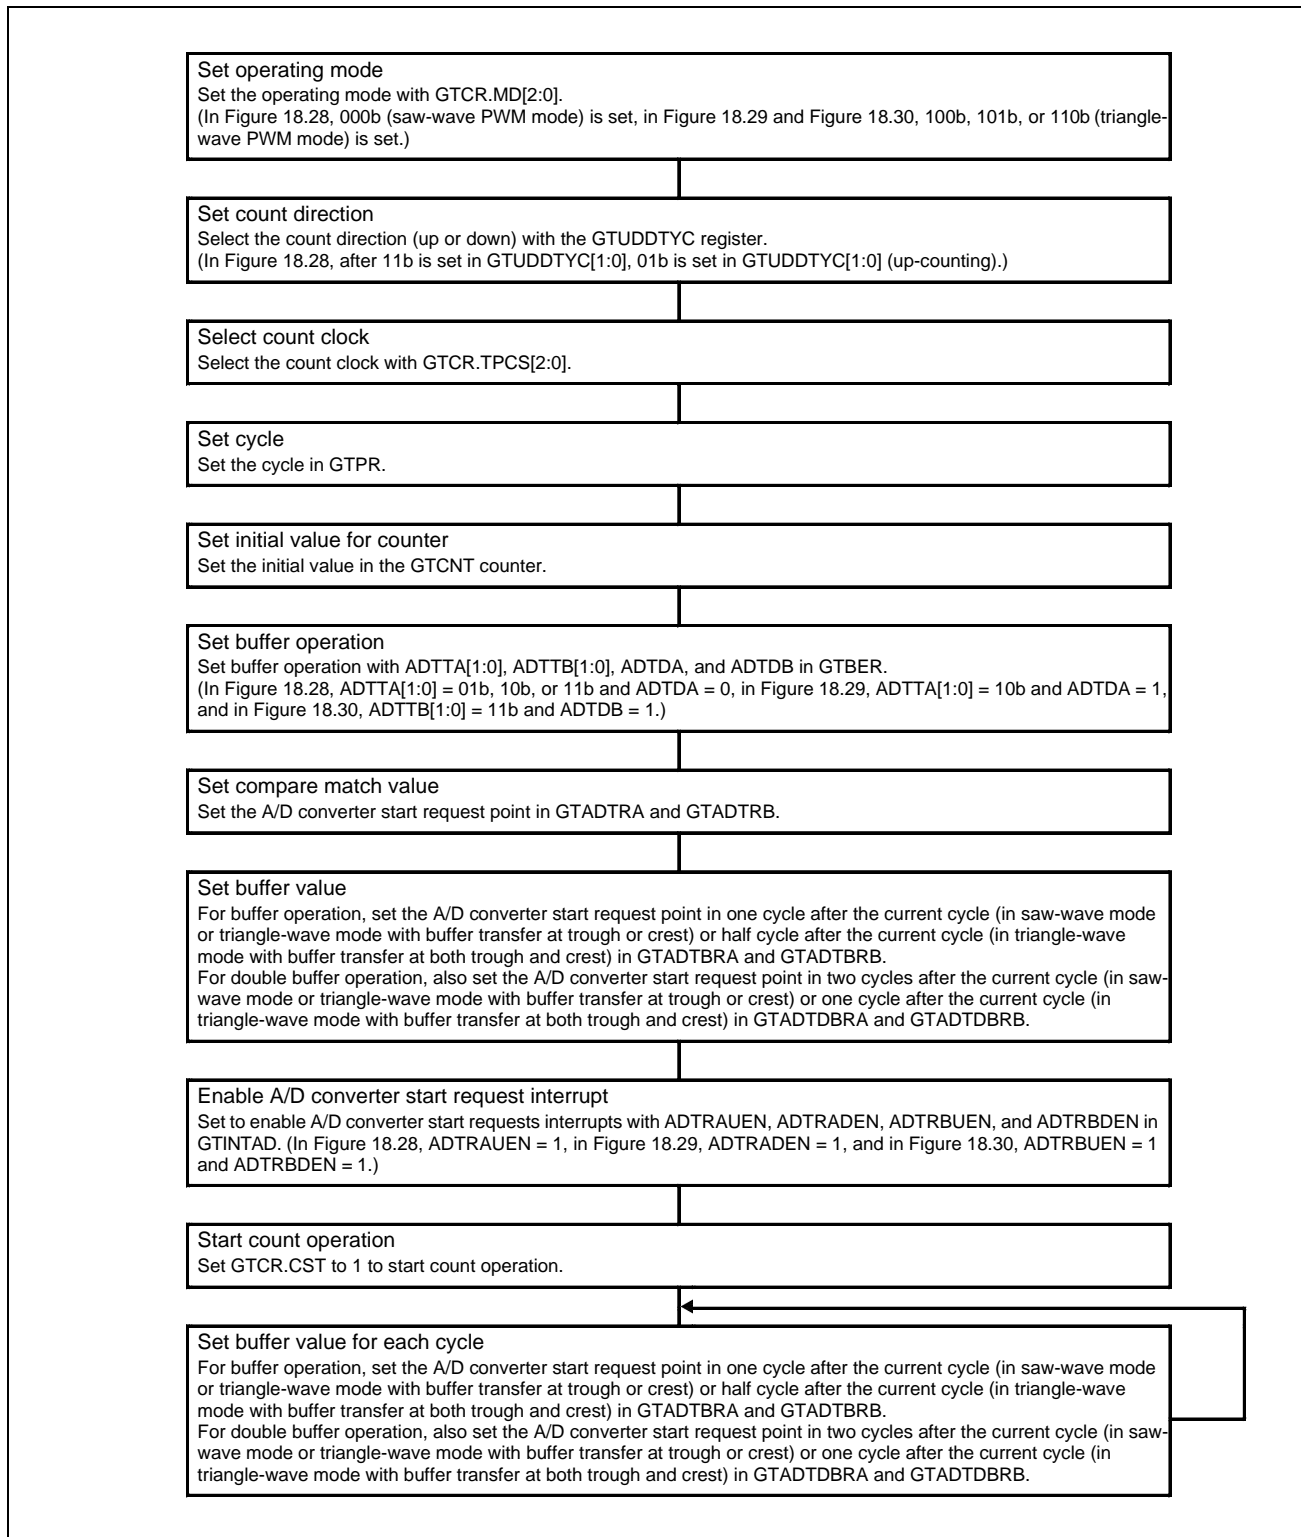 Set operating mode
Set the operating mode with GTCR.MD[2:0].
(In Figure 18.28, 000b (saw-wave PWM mode) is set, in Figure 18.29 and Figure 18.30, 100b, 101b, or 110b (triangle-
wave PWM mode) is set.)
Set count direction
Select the count direction (up or down) with the GTUDDTYC register.
(In Figure 18.28, after 11b is set in GTUDDTYC[1:0], 01b is set in GTUDDTYC[1:0] (up-counting).)
Select count clock
Select the count clock with GTCR.TPCS[2:0].
Set cycle
Set the cycle in GTPR.
Set initial value for counter
Set the initial value in the GTCNT counter.
Set buffer operation
Set buffer operation with ADTTA[1:0], ADTTB[1:0], ADTDA, and ADTDB in GTBER.
(In Figure 18.28, ADTTA[1:0] = 01b, 10b, or 11b and ADTDA = 0, in Figure 18.29, ADTTA[1:0] = 10b and ADTDA = 1,
and in Figure 18.30, ADTTB[1:0] = 11b and ADTDB = 1.)
Set compare match value
Set the A/D converter start request point in GTADTRA and GTADTRB.
Set buffer value
For buffer operation, set the A/D converter start request point in one cycle after the current cycle (in saw-wave mode
or triangle-wave mode with buffer transfer at trough or crest) or half cycle after the current cycle (in triangle-wave
mode with buffer transfer at both trough and crest) in GTADTBRA and GTADTBRB.
For double buffer operation, also set the A/D converter start request point in two cycles after the current cycle (in saw-
wave mode or triangle-wave mode with buffer transfer at trough or crest) or one cycle after the current cycle (in
triangle-wave mode with buffer transfer at both trough and crest) in GTADTDBRA and GTADTDBRB.
Enable A/D converter start request interrupt
Set to enable A/D converter start requests interrupts with ADTRAUEN, ADTRADEN, ADTRBUEN, and ADTRBDEN in
GTINTAD. (In Figure 18.28, ADTRAUEN = 1, in Figure 18.29, ADTRADEN = 1, and in Figure 18.30, ADTRBUEN = 1
and ADTRBDEN = 1.)
Start count operation
Set GTCR.CST to 1 to start count operation.
Set buffer value for each cycle
For buffer operation, set the A/D converter start request point in one cycle after the current cycle (in saw-wave mode
or triangle-wave mode with buffer transfer at trough or crest) or half cycle after the current cycle (in triangle-wave
mode with buffer transfer at both trough and crest) in GTADTBRA and GTADTBRB.
For double buffer operation, also set the A/D converter start request point in two cycles after the current cycle (in saw-
wave mode or triangle-wave mode with buffer transfer at trough or crest) or one cycle after the current cycle (in
triangle-wave mode with buffer transfer at both trough and crest) in GTADTDBRA and GTADTDBRB.